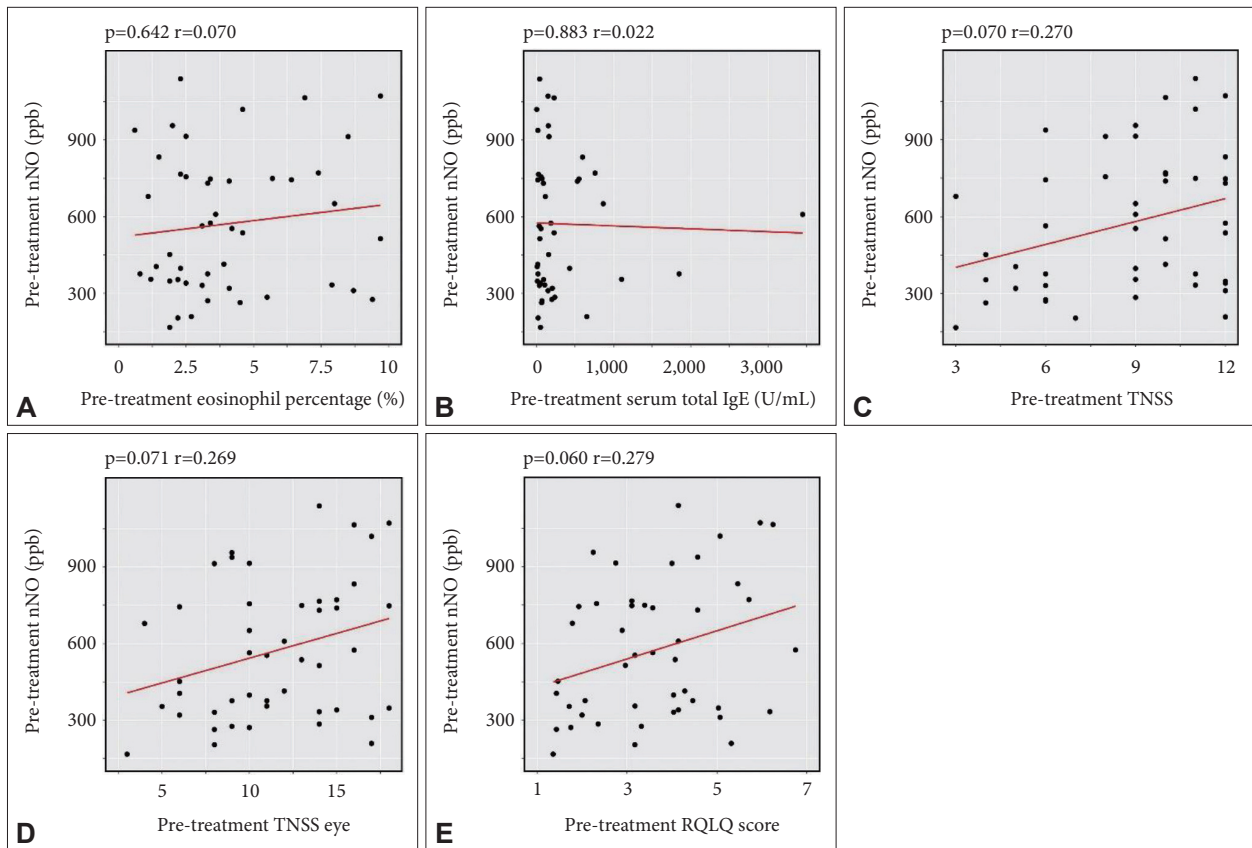 p=0.642 r=0.070
Pre-treatment nNO (ppb)
900
600
300
0
2.5
5.0
7.5
10
A
Pre-treatment eosinophil percentage (%)
p=0.883 r=0.022
Pre-treatment nNO (ppb)
900
600
300
0
1,000
2,000
3,000
B
Pre-treatment serum total IgE (U/mL)
p=0.070 r=0.270
Pre-treatment nNO (ppb)
900
600
300
3
6
9
12
C
Pre-treatment TNSS
p=0.071 r=0.269
Pre-treatment nNO (ppb)
900
600
300
5
10
15
D
Pre-treatment TNSS eye
p=0.060 r=0.279
Pre-treatment nNO (ppb)
900
600
300
1
3
5
7
E
Pre-treatment RQLQ score